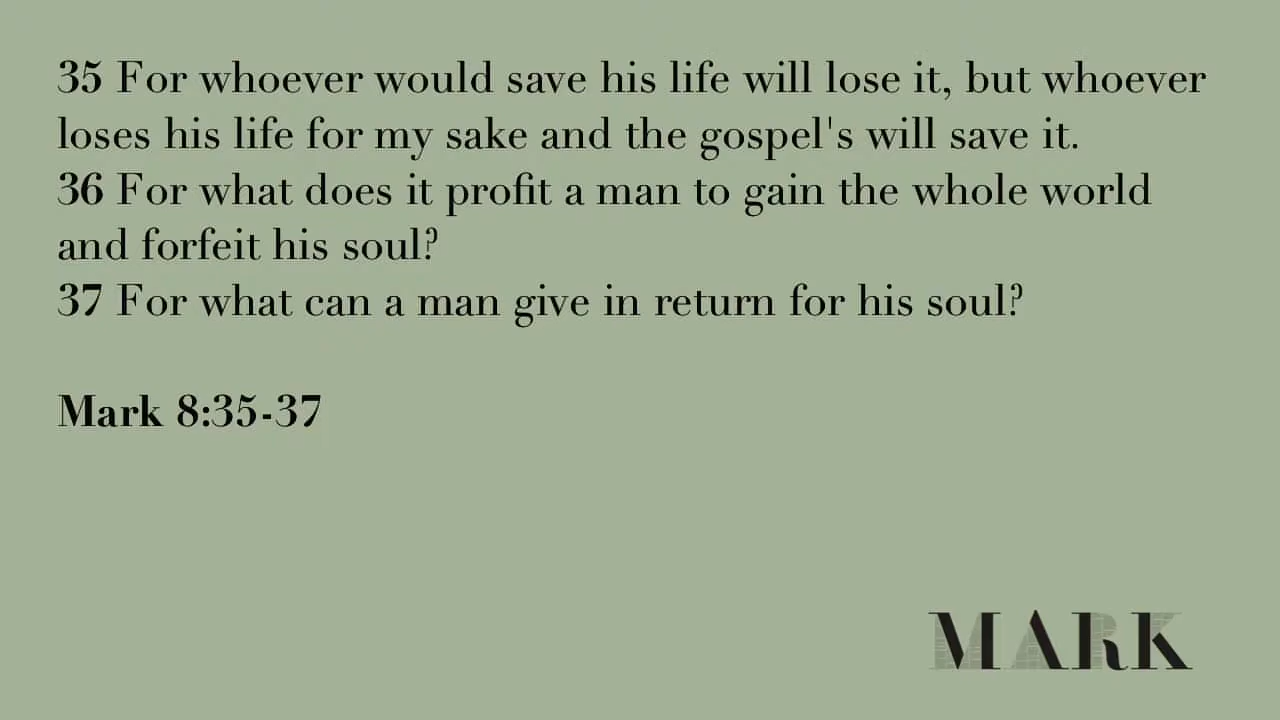 35 For whoever would save his life will lose it, but whoever
loses his life for my sake and the gospel's will save it.
36 For what does it profit a man to gain the whole world
and forfeit his soul?
37 For what can a man give in return for his soul?
Mark 8:35-37
MARK